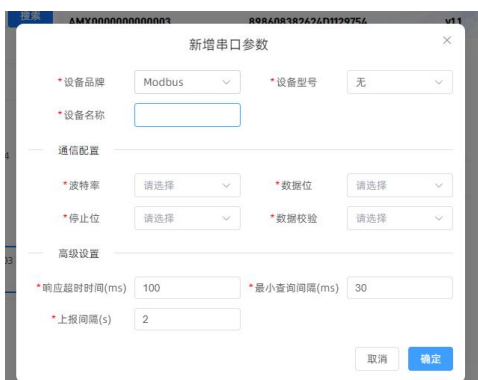 搜索 AMX0000000000003 898608382624D1129754 v1.1
新增串口参数
*设备品牌 Modbus *设备型号 无
*设备名称
通信配置
*波特率 请选择 *数据位 请选择
*停止位 请选择 *数据校验 请选择
高级设置
*响应超时时间(ms) 100 *最小查询间隔(ms) 30
*上报间隔(s) 2
取消 确定
4
03